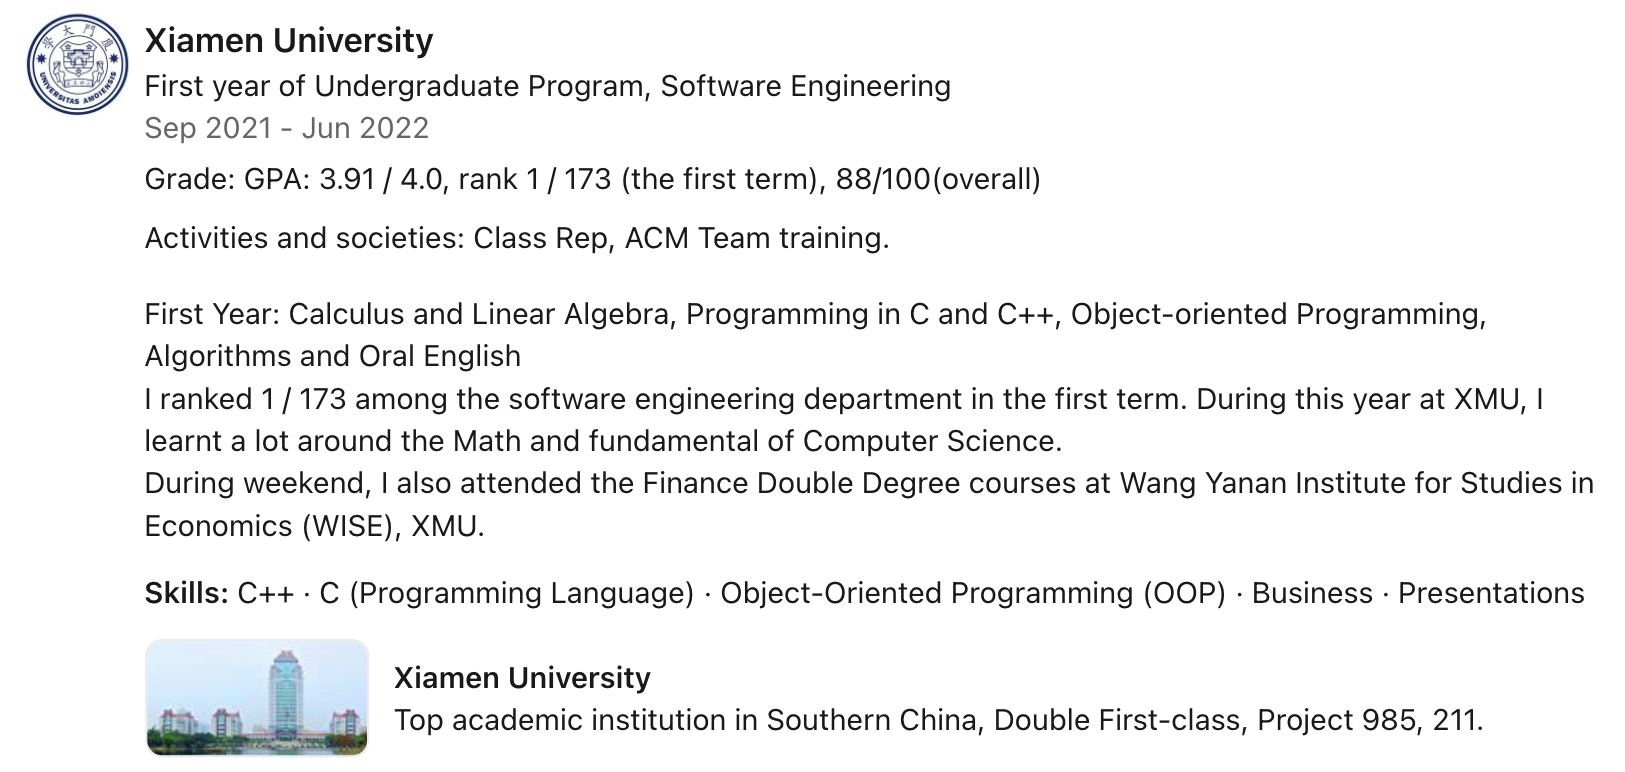 廈門大學
UNIVERSITAS AMOIENSIS
Xiamen University
First year of Undergraduate Program, Software Engineering
Sep 2021 - Jun 2022
Grade: GPA: 3.91 / 4.0, rank 1 / 173 (the first term), 88/100(overall)
Activities and societies: Class Rep, ACM Team training.
First Year: Calculus and Linear Algebra, Programming in C and C++, Object-oriented Programming,
Algorithms and Oral English
I ranked 1 / 173 among the software engineering department in the first term. During this year at XMU, I
learnt a lot around the Math and fundamental of Computer Science.
During weekend, I also attended the Finance Double Degree courses at Wang Yanan Institute for Studies in
Economics (WISE), XMU.
Skills: C++ · C (Programming Language) · Object-Oriented Programming (OOP) · Business · Presentations
Xiamen University
Top academic institution in Southern China, Double First-class, Project 985, 211.